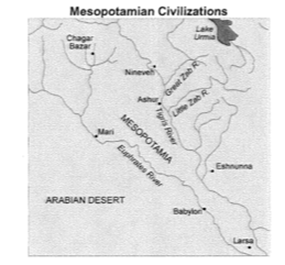 Mesopotamian Civilizations
Lake
Urmia
Chagar
Bazar
Nineveh
Great Zab R.
Ashur
Little Zab R.
Tigris River
MESOPOTAMIA
Mari
Euphrates River
Eshnunna
ARABIAN DESERT
Babylon
Larsa